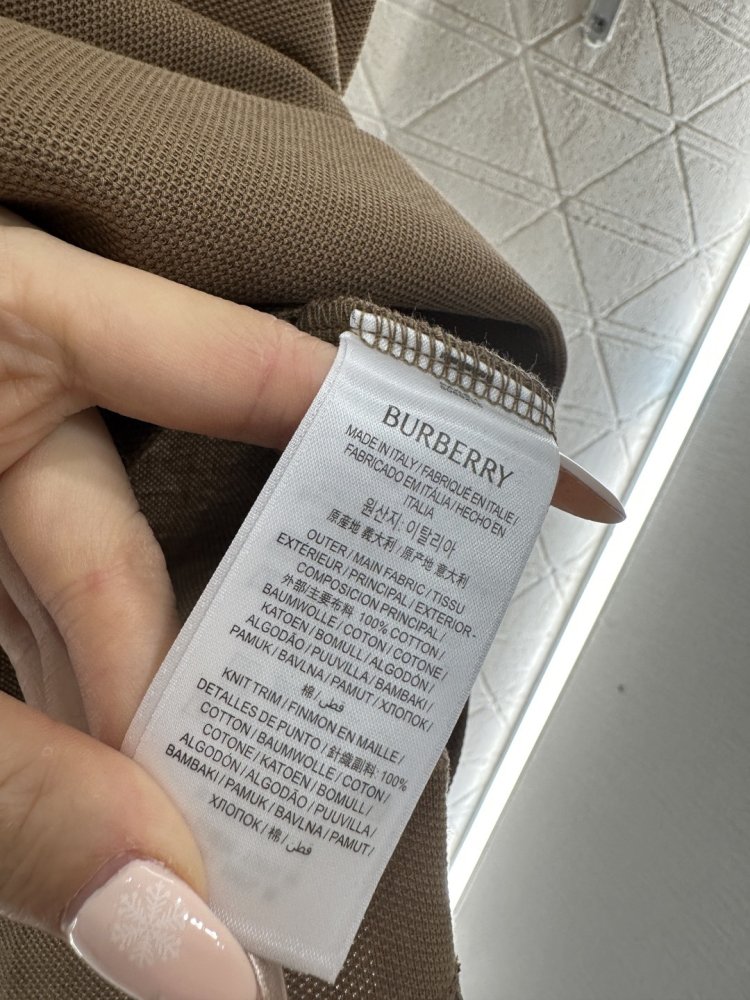 BURBERRY
MADE IN ITALY / FABRIQUÉ EN ITALIE /
FABRICADO EM ITÁLIA / HECHO EN
ITALIA
원산지: 이탈리아
原産地 義大利 / 原产地 意大利
OUTER / MAIN FABRIC / TISSU
EXTERIEUR / PRINCIPAL / EXTERIOR -
COMPOSICION PRINCIPAL /
外部/主要布料 100% COTTON /
BAUMWOLLE / COTON / COTONE /
KATOEN / BOMULL / ALGODÓN /
ALGODÃO / PUUVILLA / BAMBAKI /
PAMUK / BAVLNA / PAMUT / ХЛОПОК /
棉 / قطن
KNIT TRIM / FINMON EN MAILLE /
DETALLES DE PUNTO / 針織副料: 100%
COTTON / BAUMWOLLE / COTON /
COTONE / KATOEN / BOMULL /
ALGODÓN / ALGODÃO / PUUVILLA /
BAMBAKI / PAMUK / BAVLNA / PAMUT /
ХЛОПОК / 棉 / قطن